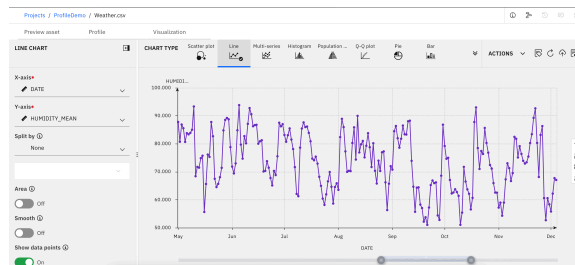 Projects / ProfileDemo / Weather.csv
Preview asset Profile Visualization
LINE CHART
CHART TYPE Scatter plot Line Multi-series Histogram Population ... Q-Q plot Pie Bar ACTIONS
X-axis•
DATE
Y-axis•
HUMIDITY_MEAN
Split by
None
Area
Off
Smooth
Off
Show data points
On
HUMIDI...
100.000
90.000
80.000
70.000
60.000
50.000
May Jun Jul Aug Sep Oct Nov Dec
DATE